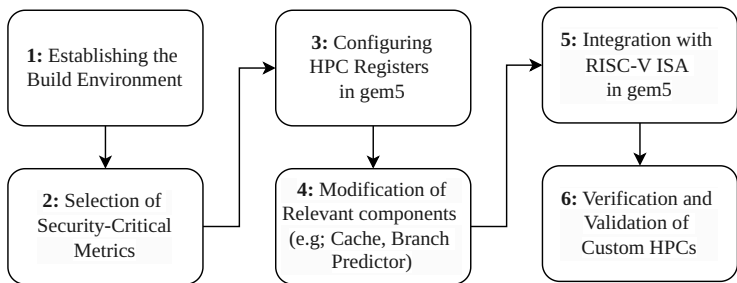 1: Establishing the
Build Environment
2: Selection of
Security-Critical
Metrics
3: Configuring
HPC Registers
in gem5
4: Modification of
Relevant components
(e.g; Cache, Branch
Predictor)
5: Integration with
RISC-V ISA
in gem5
6: Verification and
Validation of
Custom HPCs